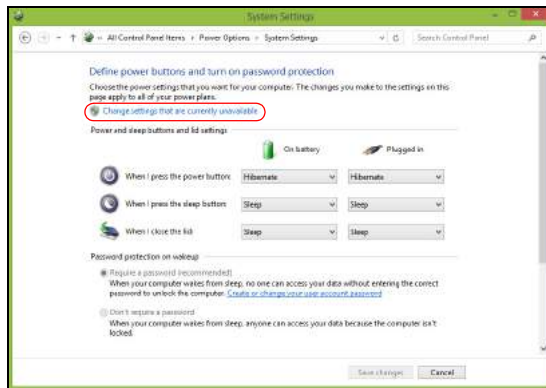 System Settings
« All Control Panel Items › Power Options › System Settings
Search Control Panel
Define power buttons and turn on password protection
Choose the power settings that you want for your computer. The changes you make to the settings on this
page apply to all of your power plans.
Change settings that are currently unavailable
Power and sleep buttons and lid settings
On battery Plugged in
When I press the power button: Hibernate Hibernate
When I press the sleep button: Sleep Sleep
When I close the lid: Sleep Sleep
Password protection on wakeup
Require a password (recommended)
When your computer wakes from sleep, no one can access your data without entering the correct
password to unlock the computer. Create or change your user account password
Don't require a password
When your computer wakes from sleep, anyone can access your data because the computer isn't
locked.
Save changes Cancel